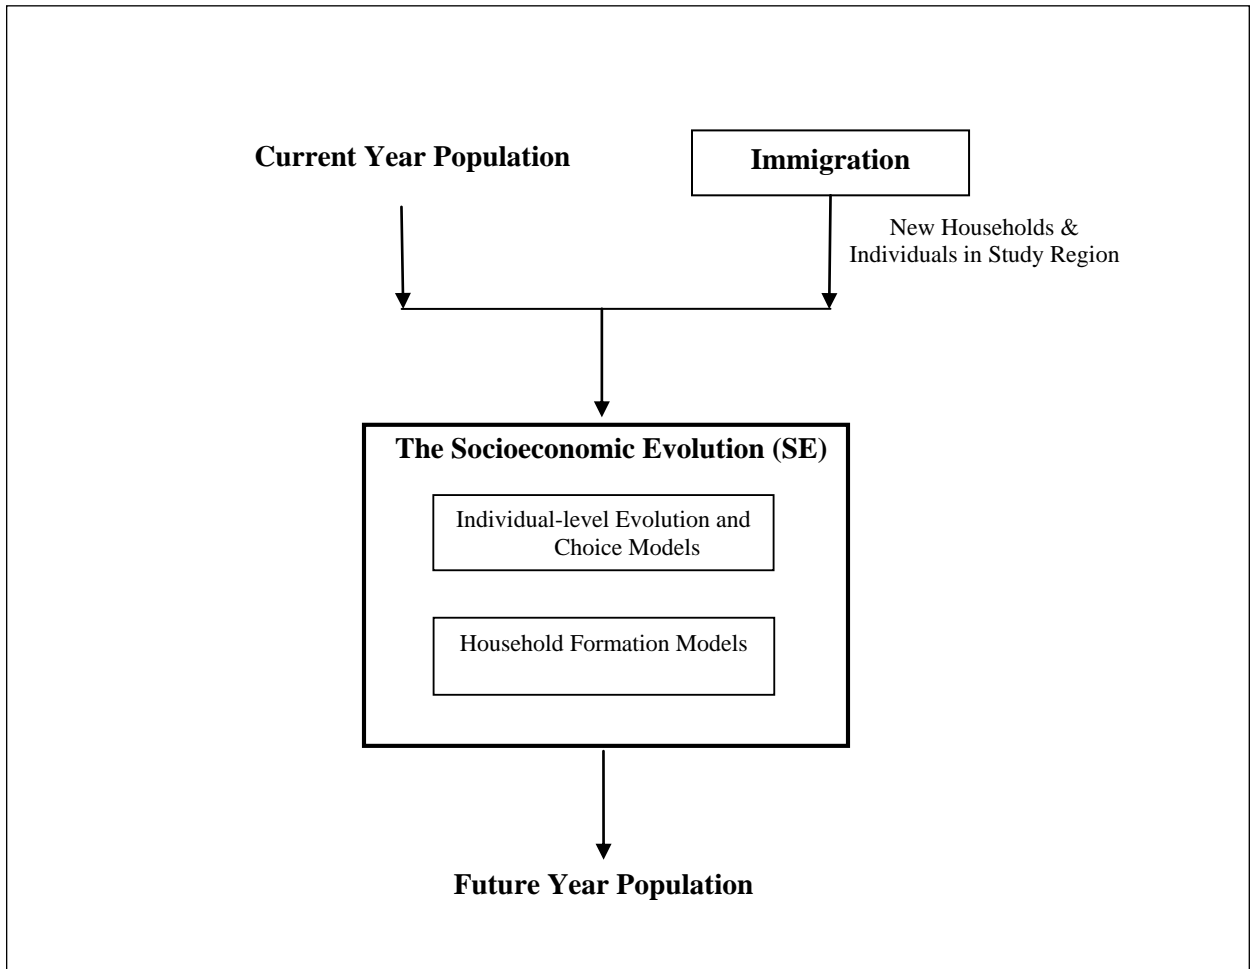 Current Year Population
Immigration
New Households &
Individuals in Study Region
The Socioeconomic Evolution (SE)
Individual-level Evolution and
Choice Models
Household Formation Models
Future Year Population